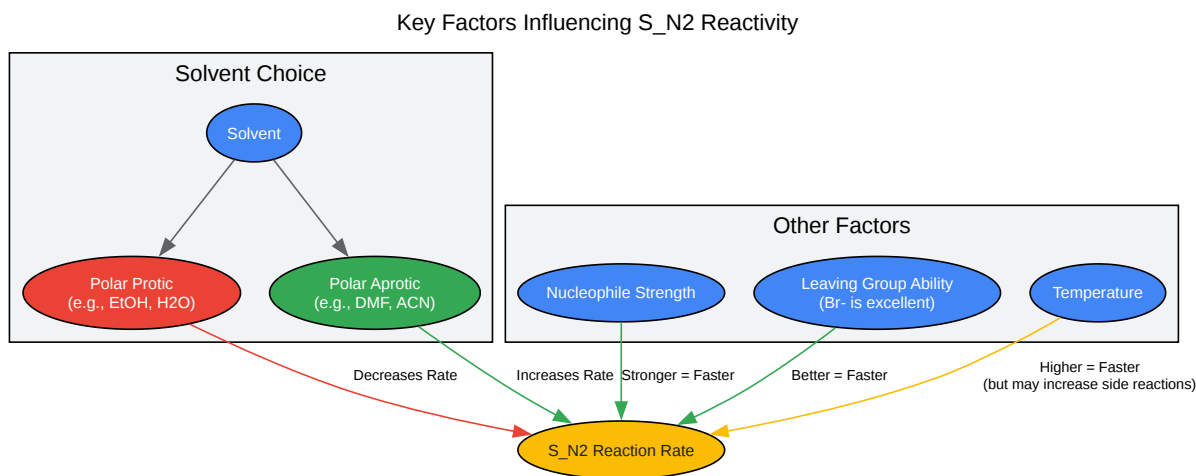 Key Factors Influencing S_N2 Reactivity
Solvent Choice
Solvent
Polar Protic
(e.g., EtOH, H2O)
Polar Aprotic
(e.g., DMF, ACN)
Other Factors
Nucleophile Strength
Leaving Group Ability
(Br- is excellent)
Temperature
Decreases Rate
Increases Rate
Stronger = Faster
Better = Faster
Higher = Faster
(but may increase side reactions)
S_N2 Reaction Rate